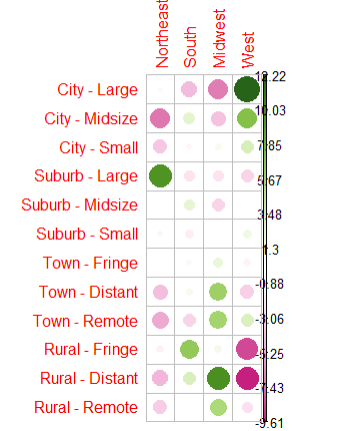 Northeast
South
Midwest
West
City - Large
City - Midsize
City - Small
Suburb - Large
Suburb - Midsize
Suburb - Small
Town - Fringe
Town - Distant
Town - Remote
Rural - Fringe
Rural - Distant
Rural - Remote
12.22
10.03
7.85
5.67
3.48
1.3
-0.88
-3.06
-5.25
-7.43
-9.61